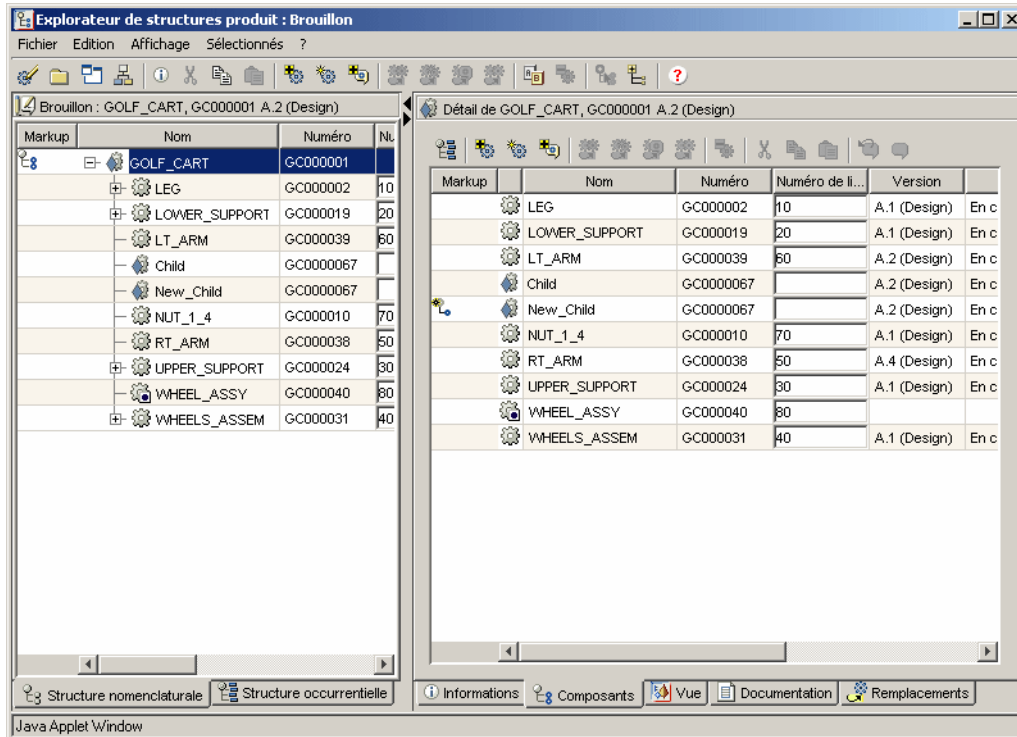 Explorateur de structures produit : Brouillon
Fichier Edition Affichage Sélectionnés ?
Brouillon : GOLF_CART, GC000001 A.2 (Design)
Markup Nom Numéro Nu
GOLF_CART GC000001
LEG GC000002 10
LOWER_SUPPORT GC000019 20
LT_ARM GC000039 60
Child GC0000067
New_Child GC0000067
NUT_1_4 GC000010 70
RT_ARM GC000038 50
UPPER_SUPPORT GC000024 30
WHEEL_ASSY GC000040 80
WHEELS_ASSEM GC000031 40
Structure nomenclaturale Structure occurrentielle
Détail de GOLF_CART, GC000001 A.2 (Design)
Markup Nom Numéro Numéro de li... Version
LEG GC000002 10 A.1 (Design) En c
LOWER_SUPPORT GC000019 20 A.1 (Design) En c
LT_ARM GC000039 60 A.2 (Design) En c
Child GC0000067 A.2 (Design) En c
New_Child GC0000067 A.2 (Design) En c
NUT_1_4 GC000010 70 A.1 (Design) En c
RT_ARM GC000038 50 A.4 (Design) En c
UPPER_SUPPORT GC000024 30 A.1 (Design) En c
WHEEL_ASSY GC000040 80
WHEELS_ASSEM GC000031 40 A.1 (Design) En c
Informations Composants Vue Documentation Remplacements
Java Applet Window